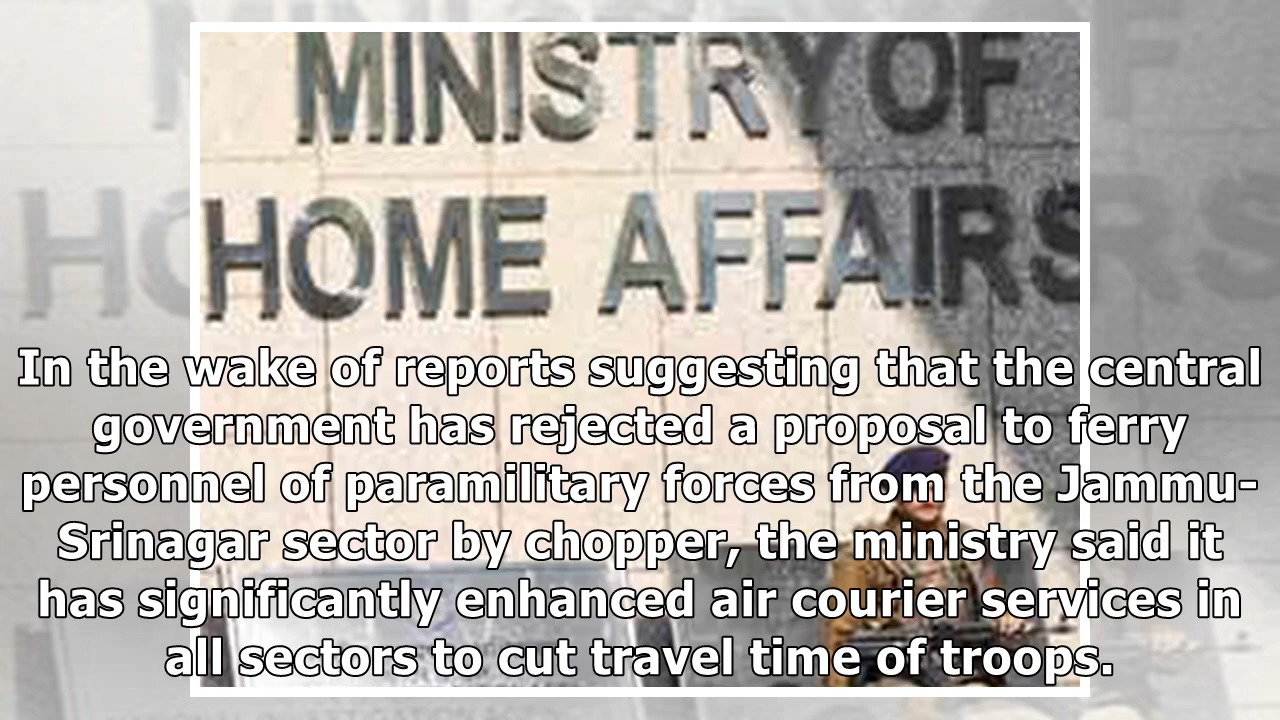 MINISTRY OF
HOME AFFAIRS
In the wake of reports suggesting that the central
government has rejected a proposal to ferry
personnel of paramilitary forces from the Jammu-
Srinagar sector by chopper, the ministry said it
has significantly enhanced air courier services in
all sectors to cut travel time of troops.